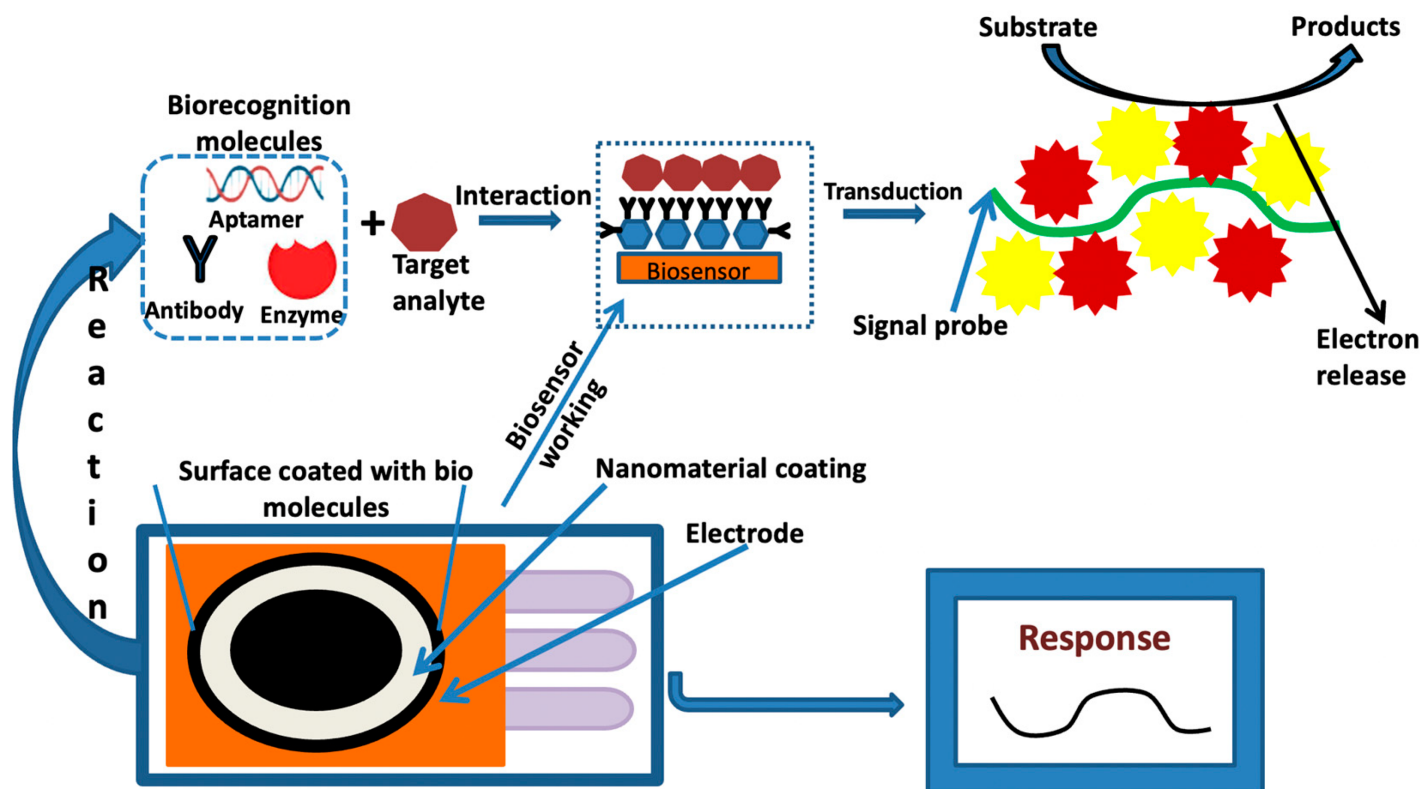 Substrate
Products
Biorecognition
molecules
Aptamer
Antibody
Enzyme
+
Target
analyte
Interaction
Biosensor
Transduction
Signal probe
Electron
release
Reaction
Biosensor
working
Surface coated with bio
molecules
Nanomaterial coating
Electrode
Response